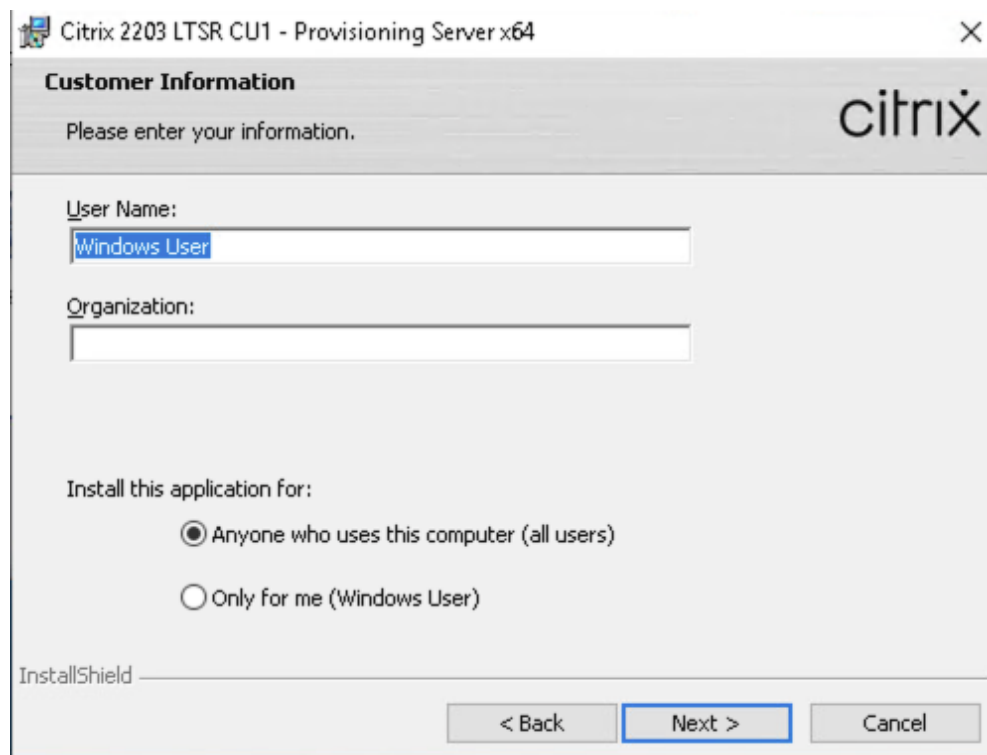 Citrix 2203 LTSR CU1 - Provisioning Server x64
Customer Information
Please enter your information.
citrix
User Name:
Windows User
Organization:
Install this application for:
Anyone who uses this computer (all users)
Only for me (Windows User)
InstallShield
< Back
Next >
Cancel